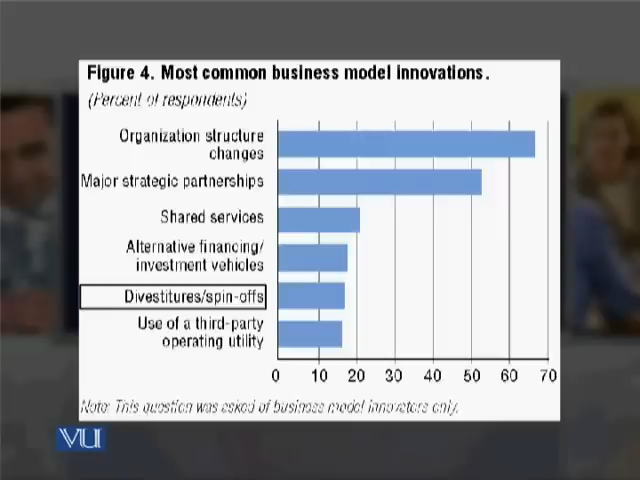 Figure 4. Most common business model innovations.
(Percent of respondents)
Organization structure
changes
Major strategic partnerships
Shared services
Alternative financing/
investment vehicles
Divestitures/spin-offs
Use of a third-party
operating utility
0 10 20 30 40 50 60 70
Note: This question was asked of business model innovators only.
VU